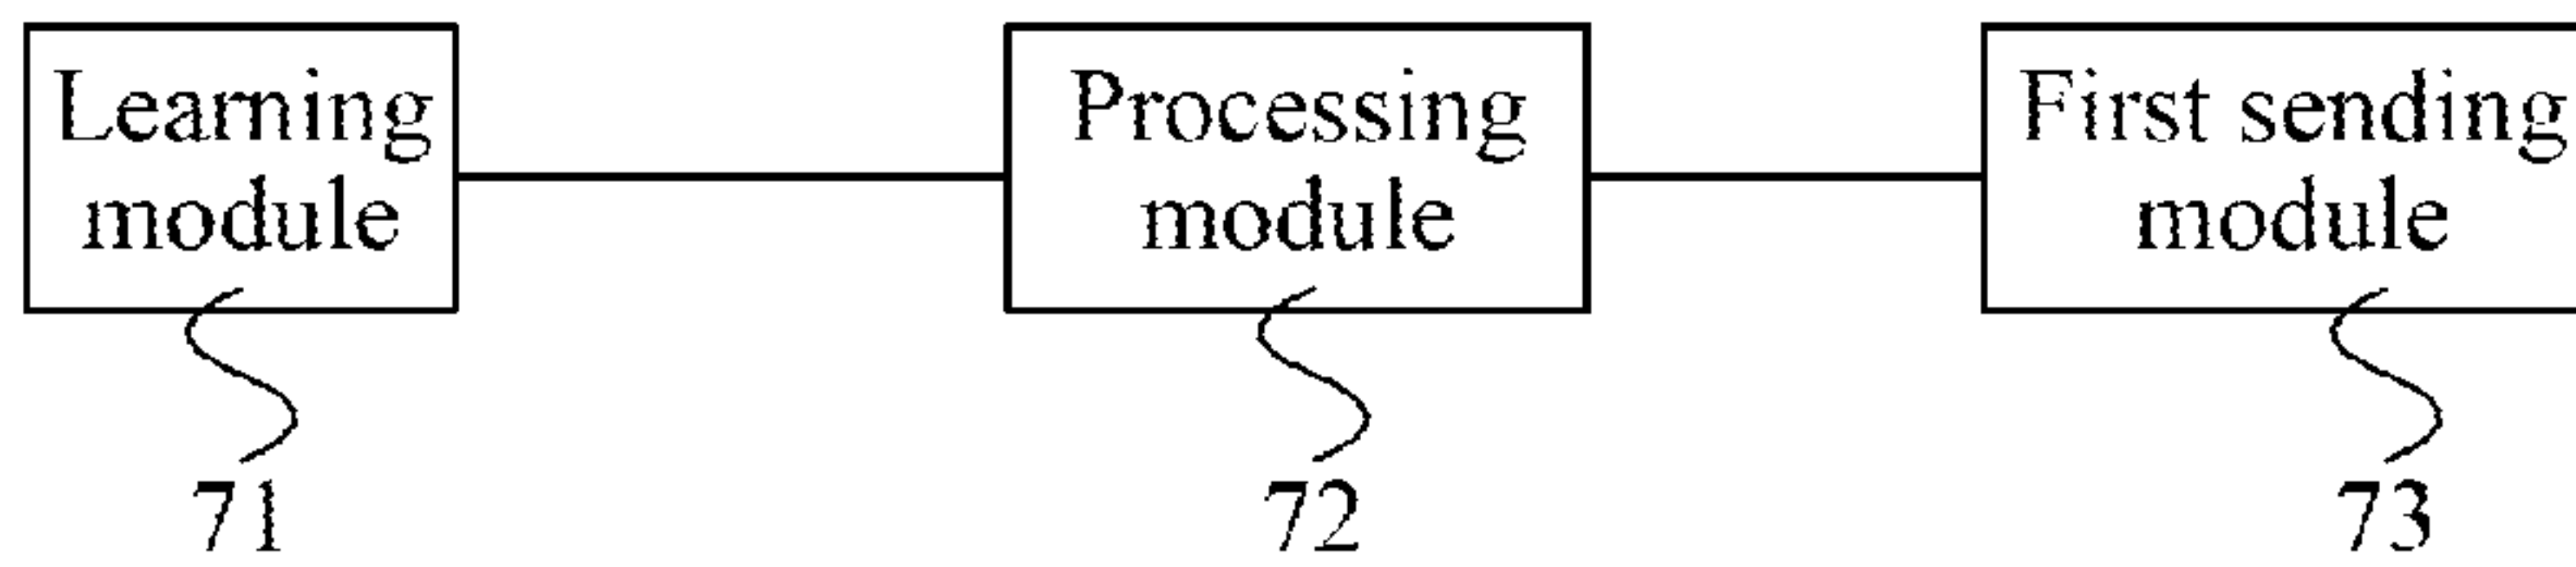 Learning
module
Processing
module
First sending
module
71
72
73